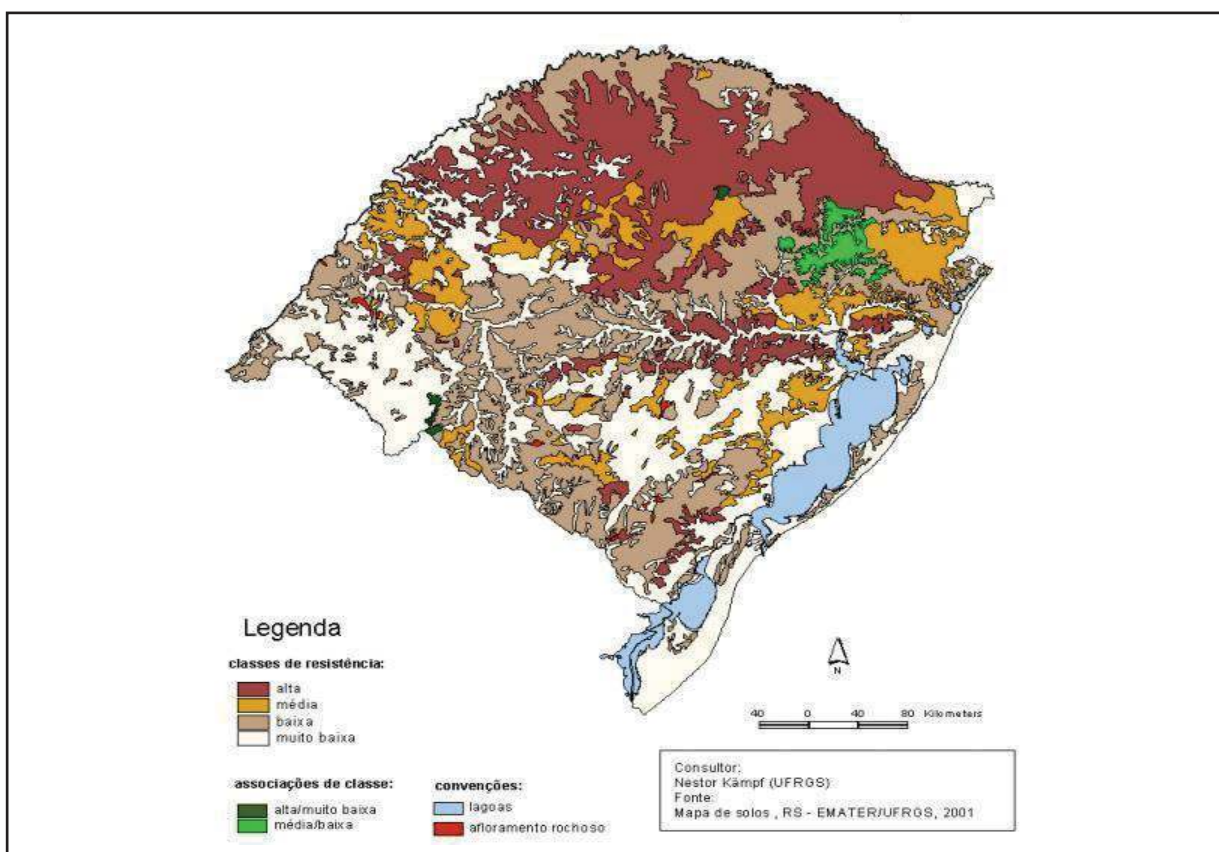 Legenda
classes de resistência:
alta
média
baixa
muito baixa
associações de classe:
alta/muito baixa
média/baixa
convenções:
lagoas
afloramento rochoso
N
40 0 40 80 Kilometers
Consultor:
Nestor Kämpf (UFRGS)
Fonte:
Mapa de solos , RS - EMATER/UFRGS, 2001